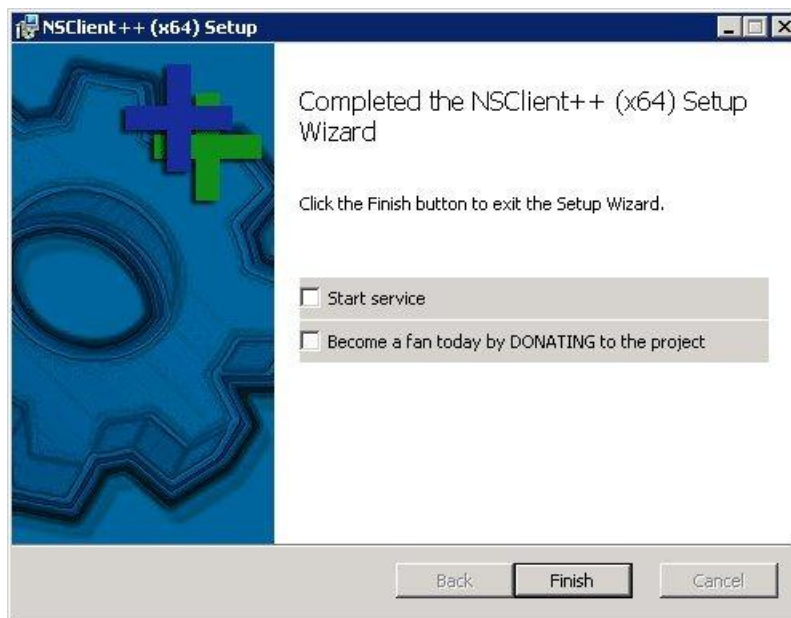 NSClient++ (x64) Setup
Completed the NSClient++ (x64) Setup
Wizard
Click the Finish button to exit the Setup Wizard.
Start service
Become a fan today by DONATING to the project
Back
Finish
Cancel